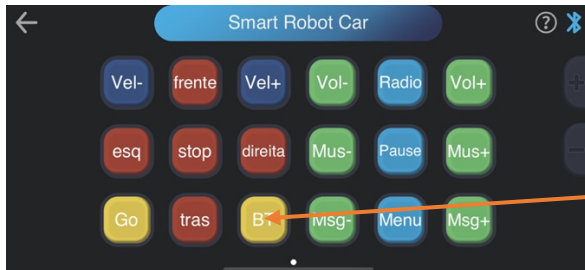 Smart Robot Car ?
Vel- frente Vel+ Vol- Radio Vol+ +
esq stop direita Mus- Pause Mus+ -
Go tras BT Msg- Menu Msg+